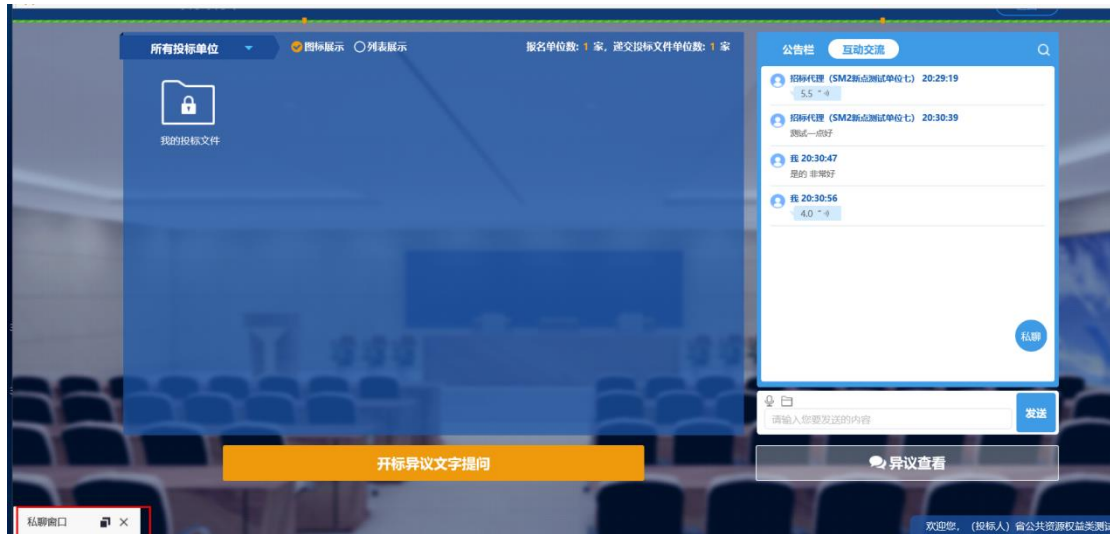 所有投标单位
图标展示 列表展示
报名单位数: 1 家, 递交投标文件单位数: 1 家
我的投标文件
公告栏 互动交流
招标代理 (SM2新点测试单位七) 20:29:19
5.5 "
招标代理 (SM2新点测试单位七) 20:30:39
测试一点好
我 20:30:47
是的 非常好
我 20:30:56
4.0 "
私聊
请输入您要发送的内容
发送
开标异议文字提问
异议查看
私聊窗口
欢迎您, (投标人) 省公共资源权益类测试